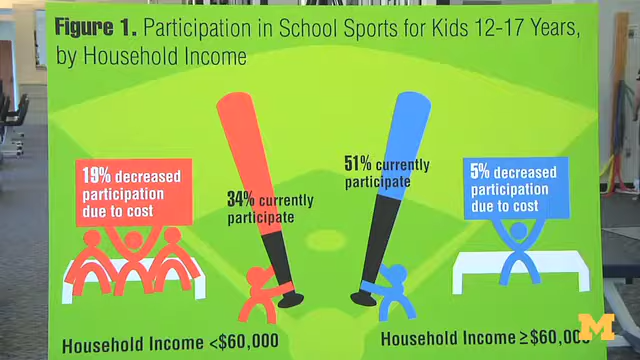 Figure 1. Participation in School Sports for Kids 12-17 Years,
by Household Income
19% decreased
participation
due to cost
34% currently
participate
51% currently
participate
5% decreased
participation
due to cost
Household Income <$60,000
Household Income ≥$60,000
M